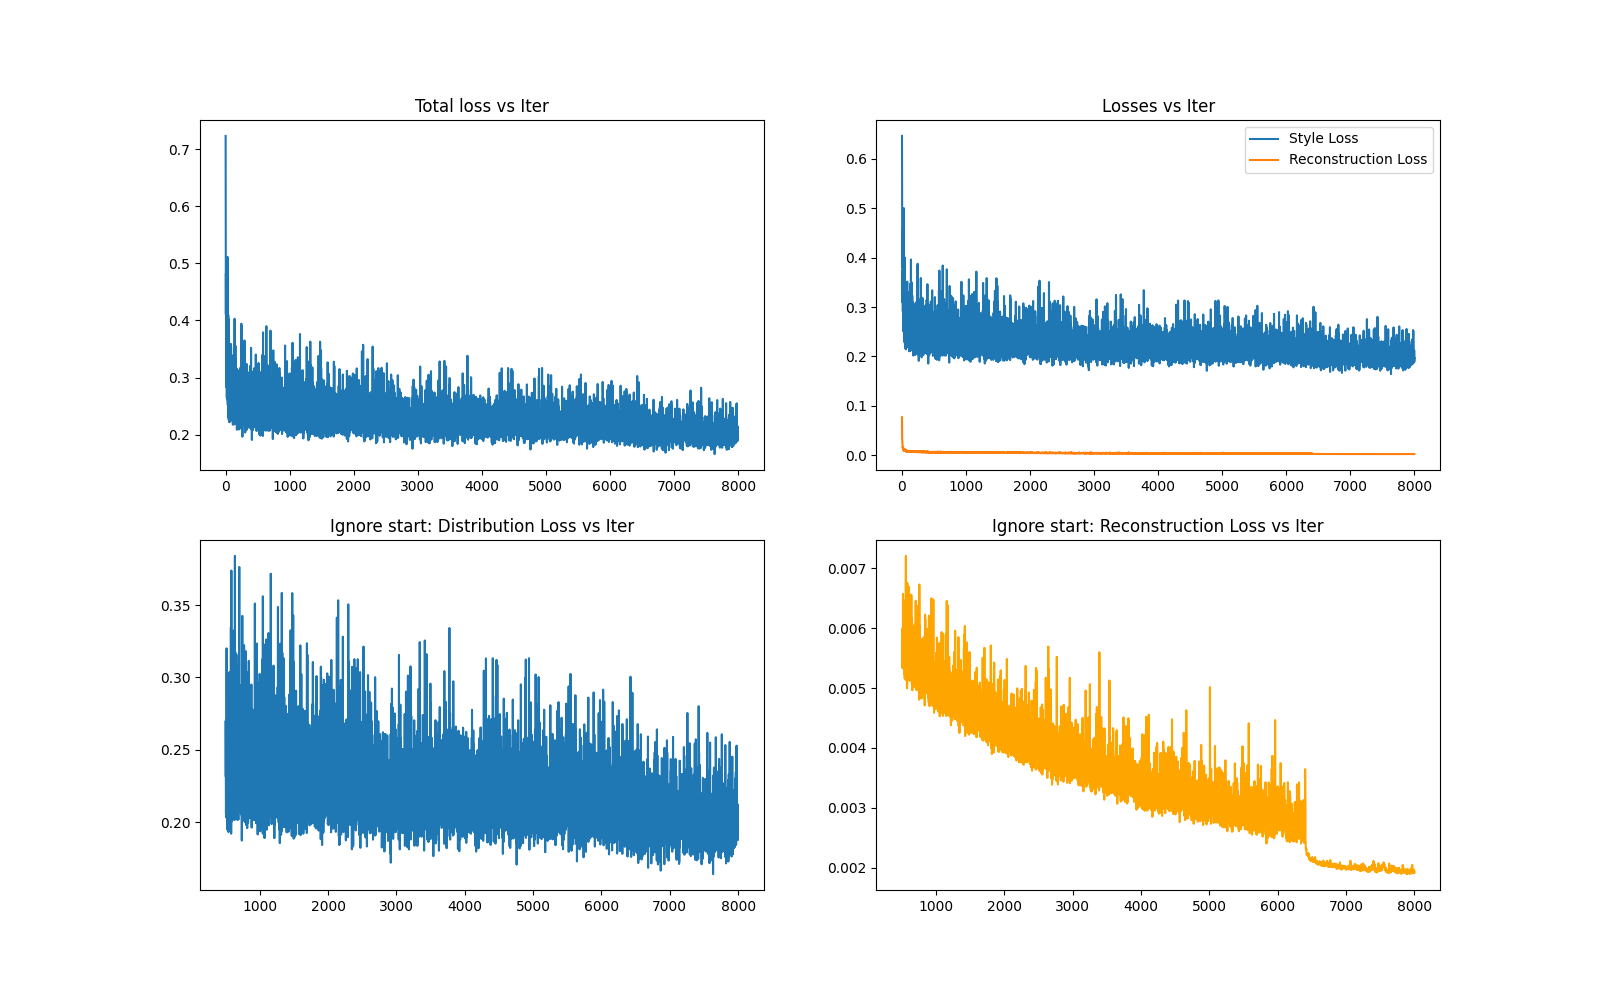 Total loss vs Iter
0.7
0.6
0.5
0.4
0.3
0.2
0 1000 2000 3000 4000 5000 6000 7000 8000
Losses vs Iter
Style Loss
Reconstruction Loss
0.6
0.5
0.4
0.3
0.2
0.1
0.0
0 1000 2000 3000 4000 5000 6000 7000 8000
Ignore start: Distribution Loss vs Iter
0.35
0.30
0.25
0.20
1000 2000 3000 4000 5000 6000 7000 8000
Ignore start: Reconstruction Loss vs Iter
0.007
0.006
0.005
0.004
0.003
0.002
1000 2000 3000 4000 5000 6000 7000 8000